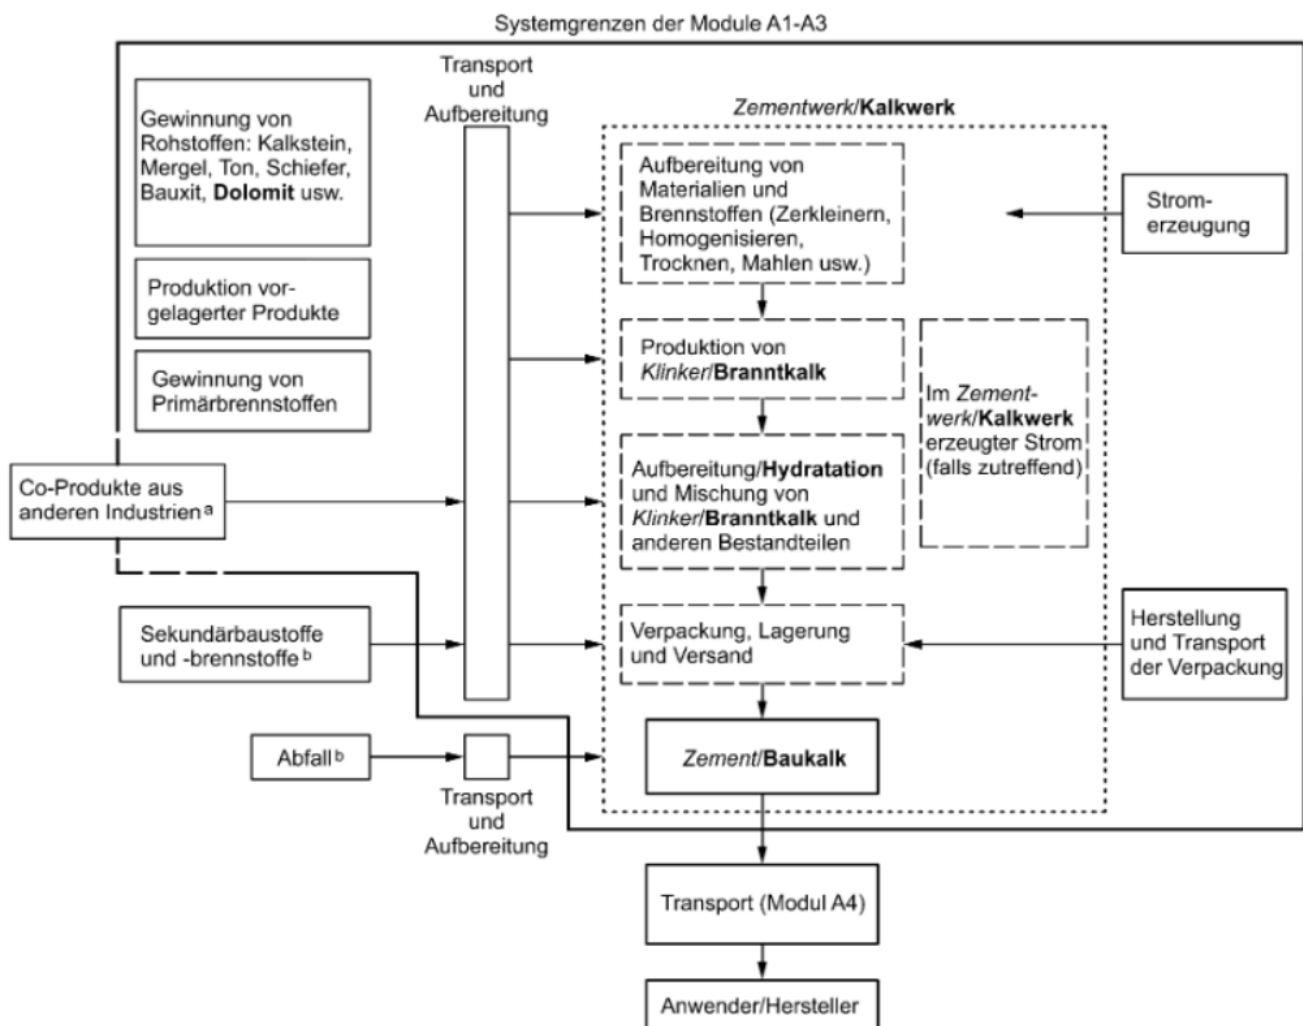 Systemgrenzen der Module A1-A3
Transport
und
Aufbereitung
Gewinnung von
Rohstoffen: Kalkstein,
Mergel, Ton, Schiefer,
Bauxit, Dolomit usw.
Produktion vor-
gelagerter Produkte
Gewinnung von
Primärbrennstoffen
Co-Produkte aus
anderen Industrien a
Sekundärbaustoffe
und -brennstoffe b
Abfall b
Transport
und
Aufbereitung
Zementwerk/Kalkwerk
Aufbereitung von
Materialien und
Brennstoffen (Zerkleinern,
Homogenisieren,
Trocknen, Mahlen usw.)
Produktion von
Klinker/Branntkalk
Aufbereitung/Hydratation
und Mischung von
Klinker/Branntkalk und
anderen Bestandteilen
Verpackung, Lagerung
und Versand
Zement/Baukalk
Im Zement-
werk/Kalkwerk
erzeugter Strom
(falls zutreffend)
Strom-
erzeugung
Herstellung
und Transport
der Verpackung
Transport (Modul A4)
Anwender/Hersteller